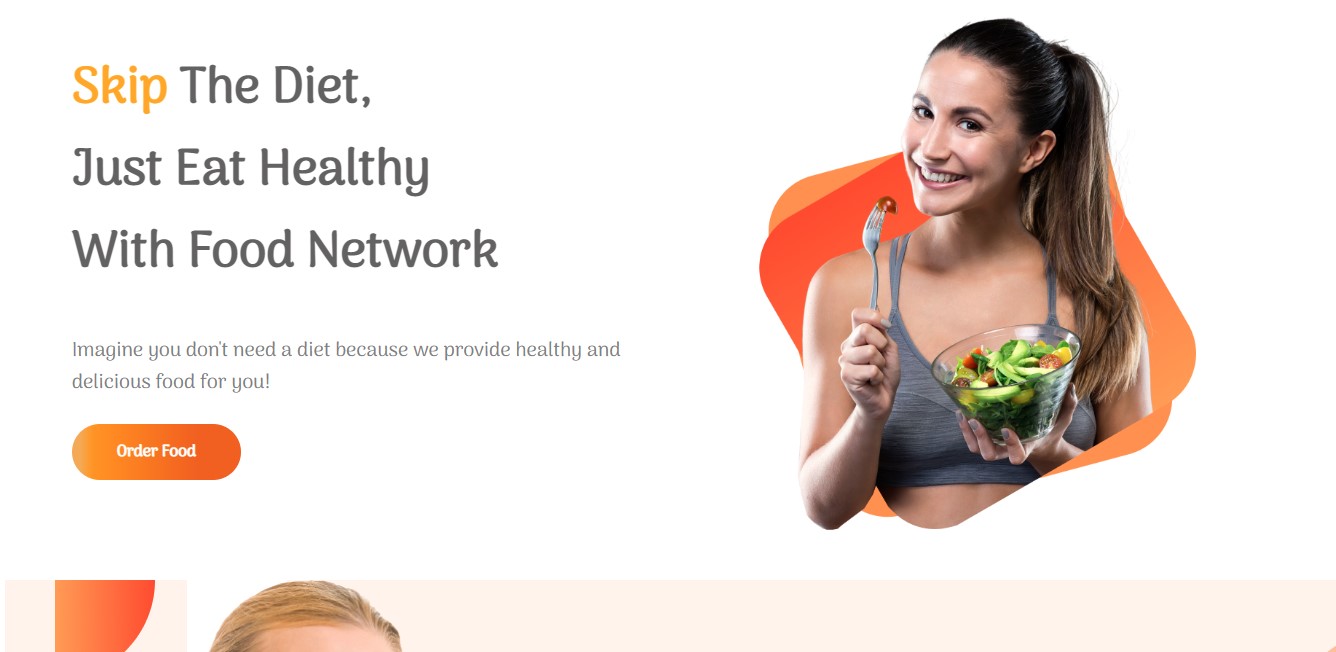 Skip The Diet,
Just Eat Healthy
With Food Network
Imagine you don't need a diet because we provide healthy and
delicious food for you!
Order Food